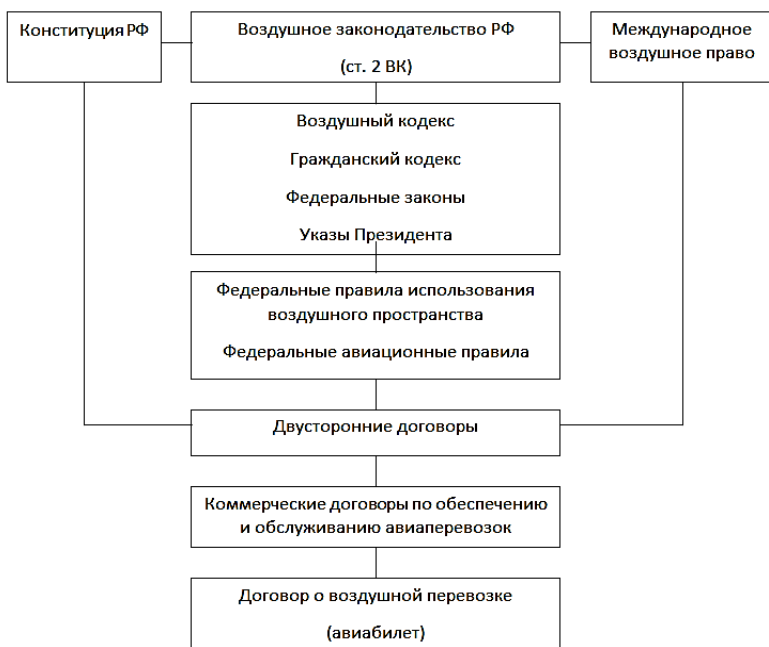 Конституция РФ
Воздушное законодательство РФ
(ст. 2 ВК)
Международное
воздушное право
Воздушный кодекс
Гражданский кодекс
Федеральные законы
Указы Президента
Федеральные правила использования
воздушного пространства
Федеральные авиационные правила
Двусторонние договоры
Коммерческие договоры по обеспечению
и обслуживанию авиаперевозок
Договор о воздушной перевозке
(авиабилет)